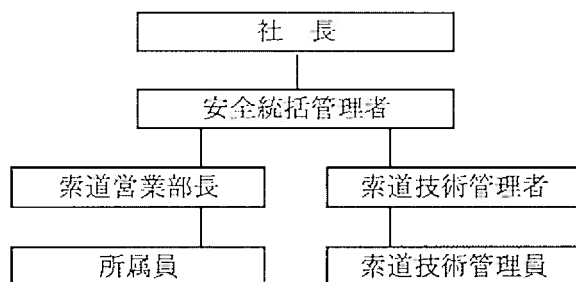 社　長
安全統括管理者
索道営業部長
索道技術管理者
所属員
索道技術管理員